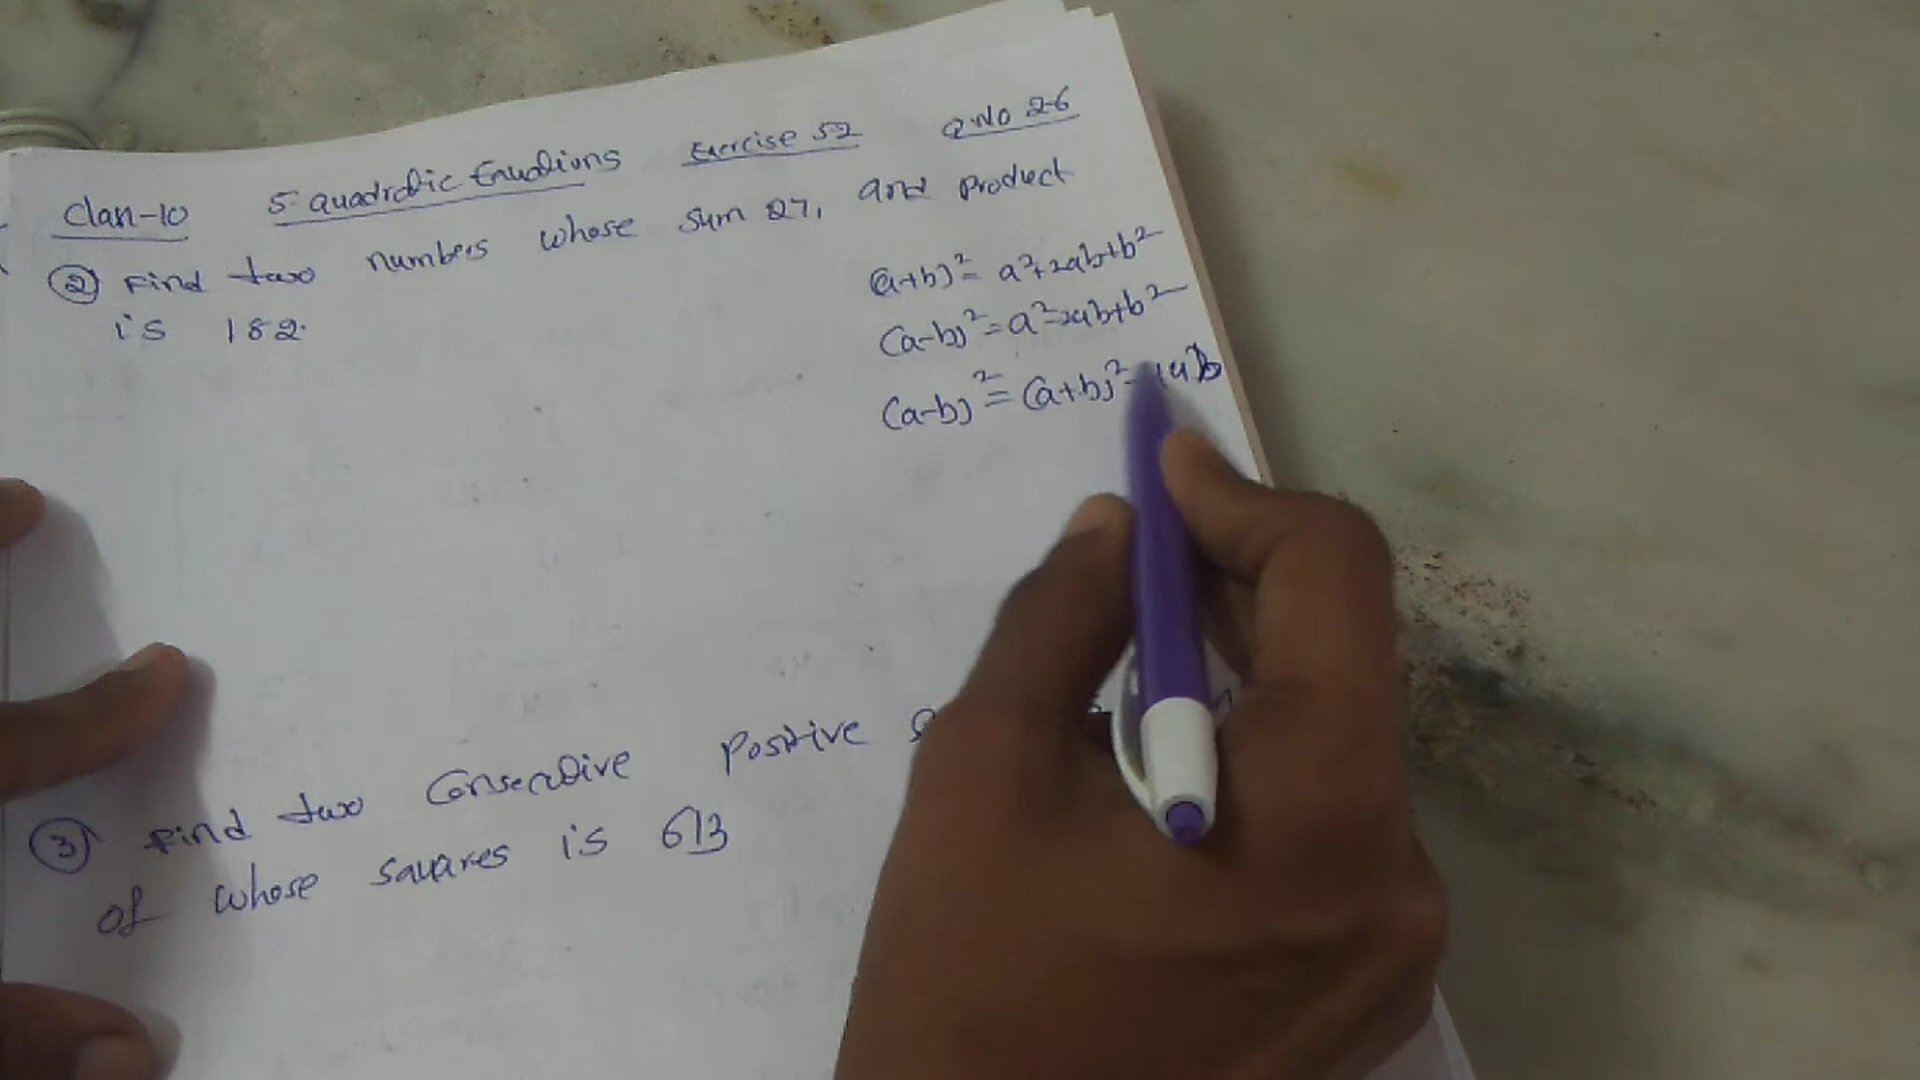 Class-10 5. Quadratic Equations Exercise 5.2 Q.No 2-6
② Find two numbers whose sum 27, and product
is 182.
(a+b)² = a²+2ab+b²
(a-b)² = a²-2ab+b²
(a-b)² = (a+b)² - 4ab
③ Find two Consecutive Positive
of whose squares is 613